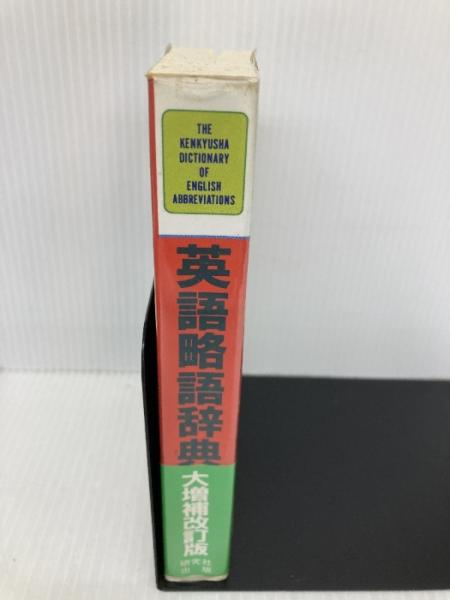 THE
KENKYUSHA
DICTIONARY
OF
ENGLISH
ABBREVIATIONS
英語略語辞典
大増補改訂版
研究社
出版